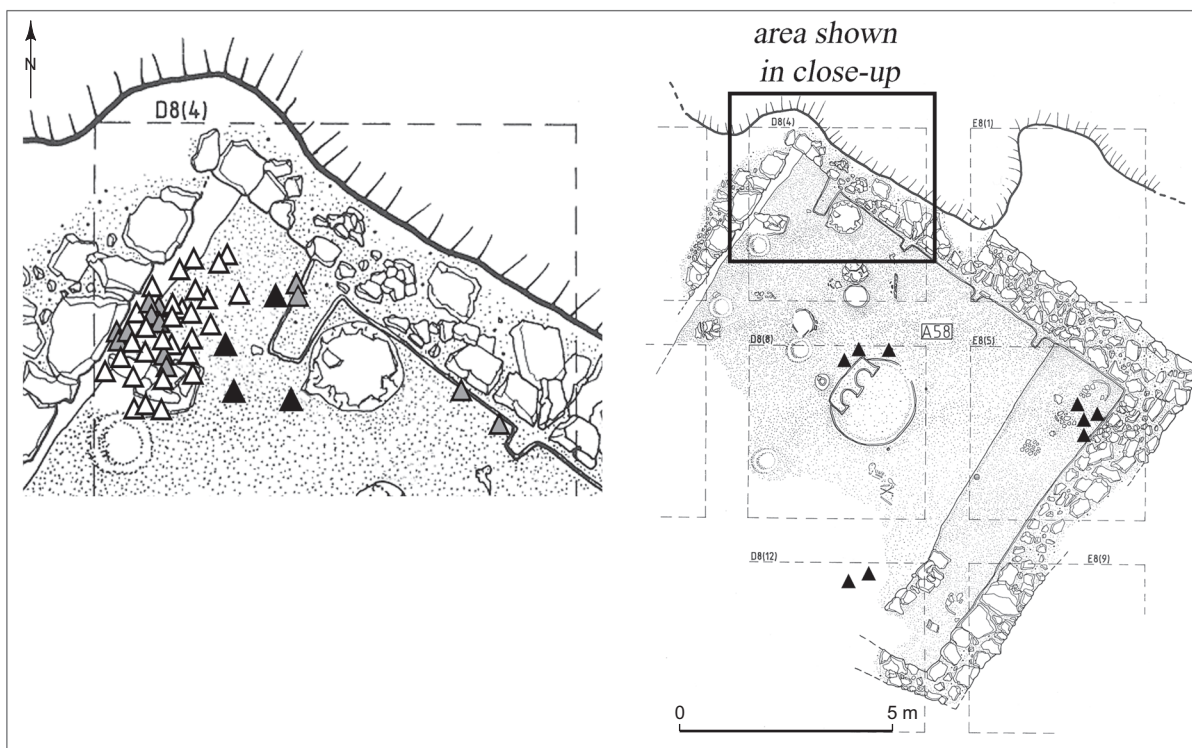 N
D8(4)
area shown
in close-up
D8(4)
E8(1)
A58
D8(8)
E8(5)
D8(12)
E8(9)
0
5 m